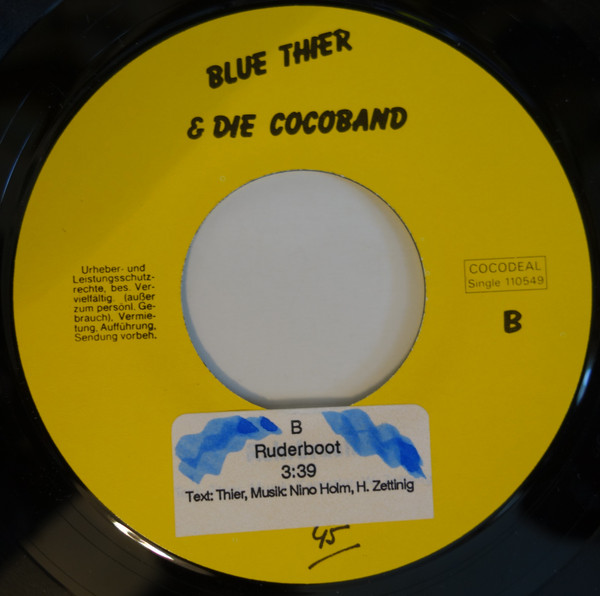 BLUE THIER
& DIE COCOBAND
Urheber- und
Leistungsschutz-
rechte, bes. Ver-
vielfältig. (außer
zum persönl. Ge-
brauch), Vermie-
tung, Aufführung,
Sendung vorbeh.
COCODEAL
Single 110549
B
B
Ruderboot
3:39
Text: Thier, Musik: Nino Holm, H. Zettinig
45